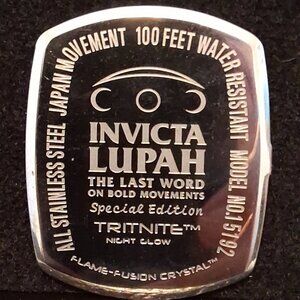 ALL STAINLESS STEEL JAPAN MOVEMENT 100 FEET WATER RESISTANT MODEL NO.15192
INVICTA
LUPAH
THE LAST WORD
ON BOLD MOVEMENTS
Special Edition
TRITNITE™
NIGHT GLOW
FLAME-FUSION CRYSTAL™